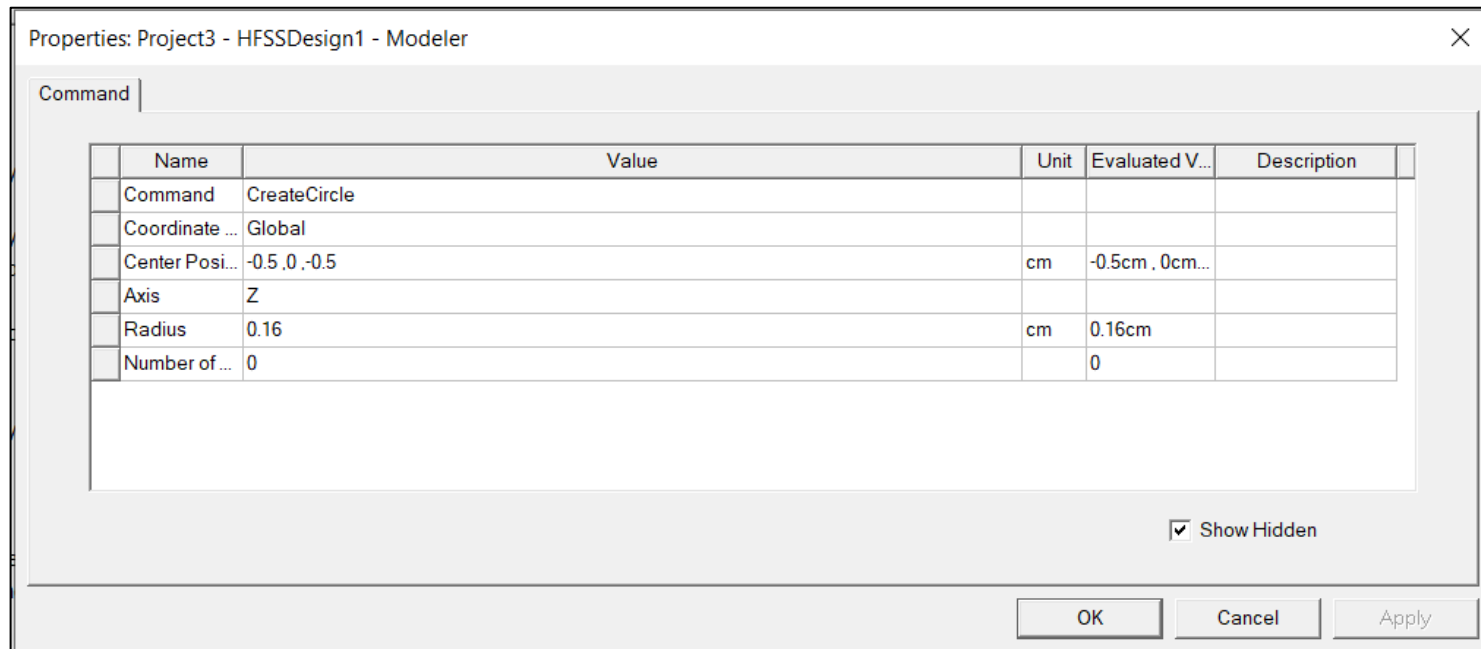 Properties: Project3 - HFSSDesign1 - Modeler
Command
Name Value Unit Evaluated V... Description
Command CreateCircle
Coordinate ... Global
Center Posi... -0.5 ,0 ,-0.5 cm -0.5cm , 0cm...
Axis Z
Radius 0.16 cm 0.16cm
Number of ... 0 0
Show Hidden
OK Cancel Apply